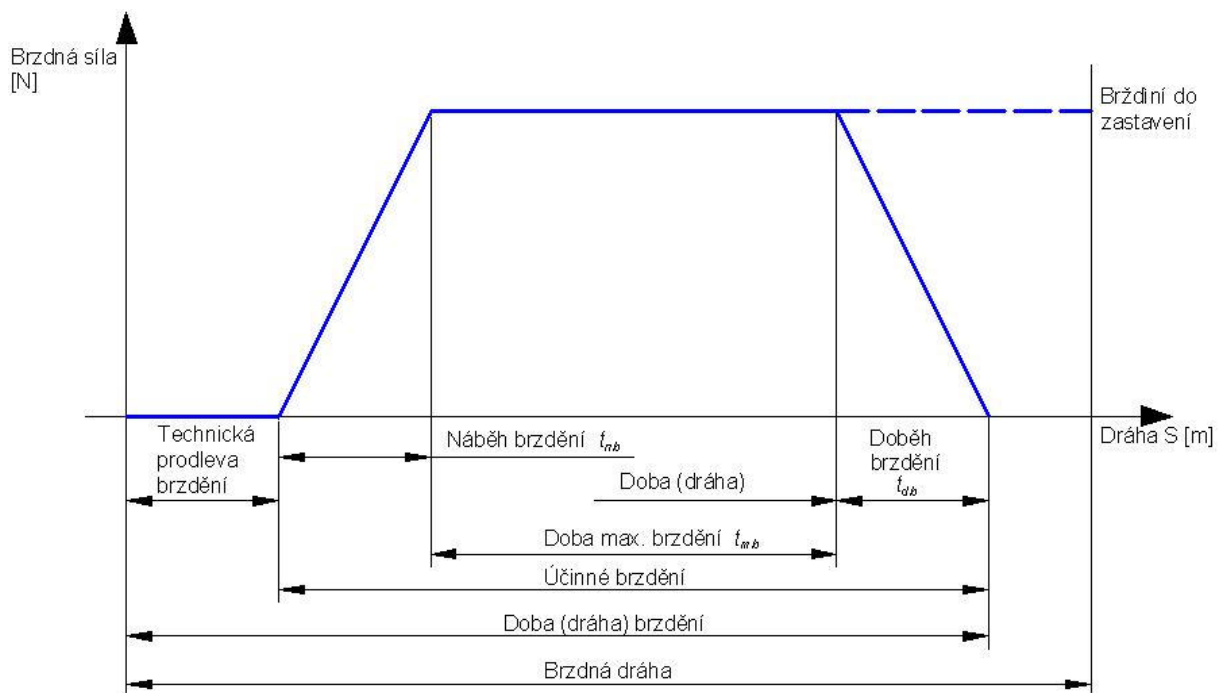 Brzdná síla
[N]
Brždiní do
zastavení
Dráha S [m]
Technická
prodleva
brzdění
Náběh brzdění t_nb
Doběh
brzdění
t_db
Doba (dráha)
Doba max. brzdění t_mb
Účinné brzdění
Doba (dráha) brzdění
Brzdná dráha